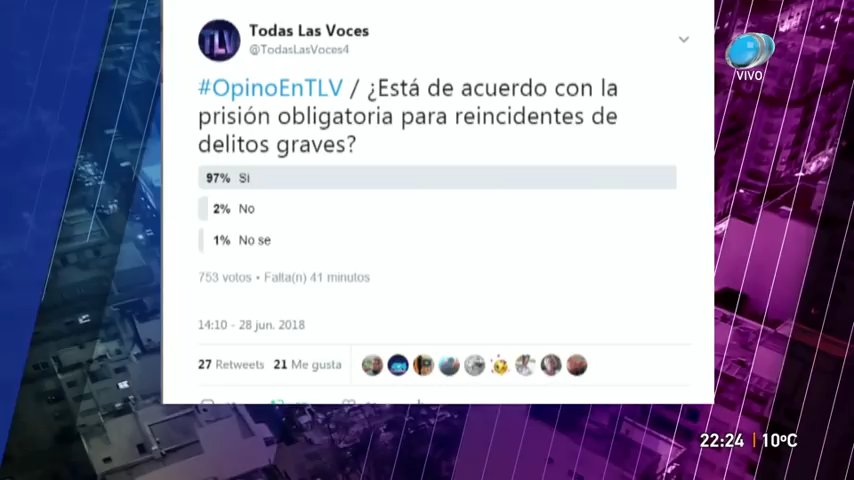 TLV
Todas Las Voces
@TodasLasVoces4
#OpinoEnTLV / ¿Está de acuerdo con la
prisión obligatoria para reincidentes de
delitos graves?
97% Si
2% No
1% No se
753 votos • Falta(n) 41 minutos
14:10 - 28 jun. 2018
27 Retweets 21 Me gusta
VIVO
22:24 | 10ºC